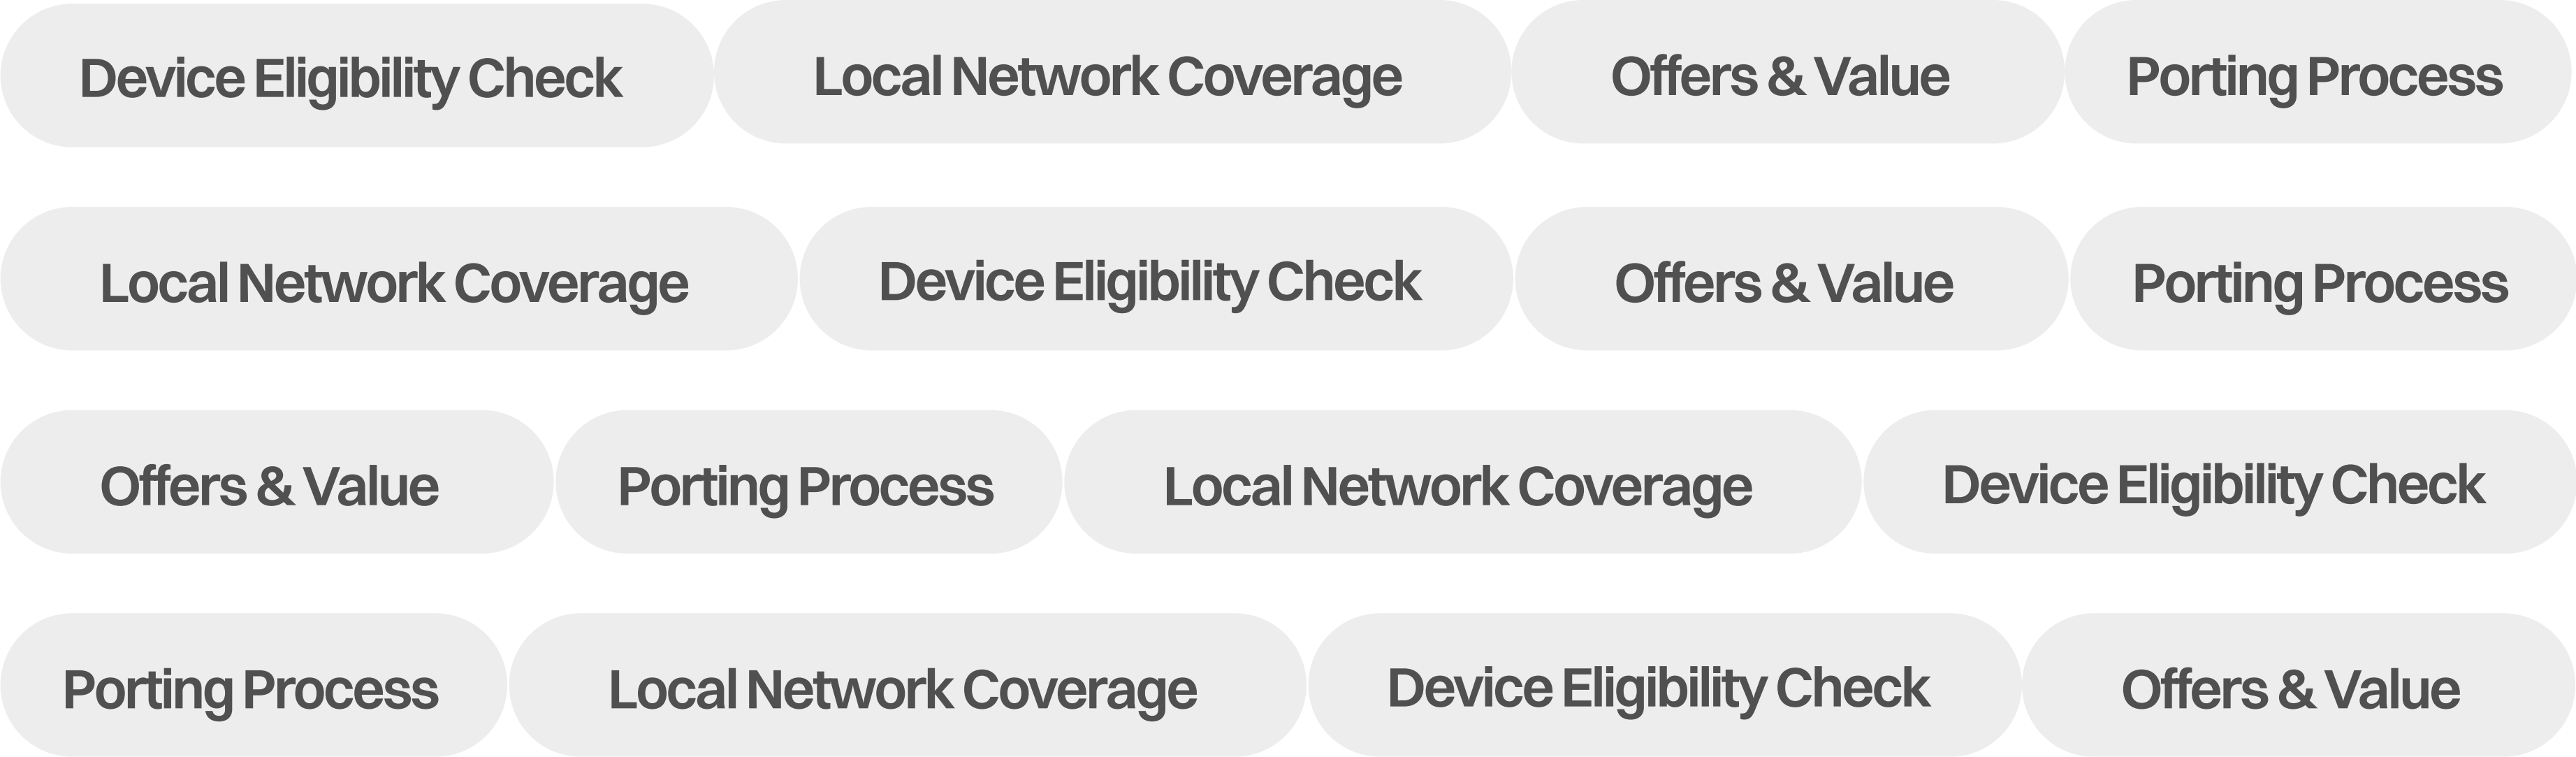 Device Eligibility Check Local Network Coverage Offers & Value Porting Process
Local Network Coverage Device Eligibility Check Offers & Value Porting Process
Offers & Value Porting Process Local Network Coverage Device Eligibility Check
Porting Process Local Network Coverage Device Eligibility Check Offers & Value